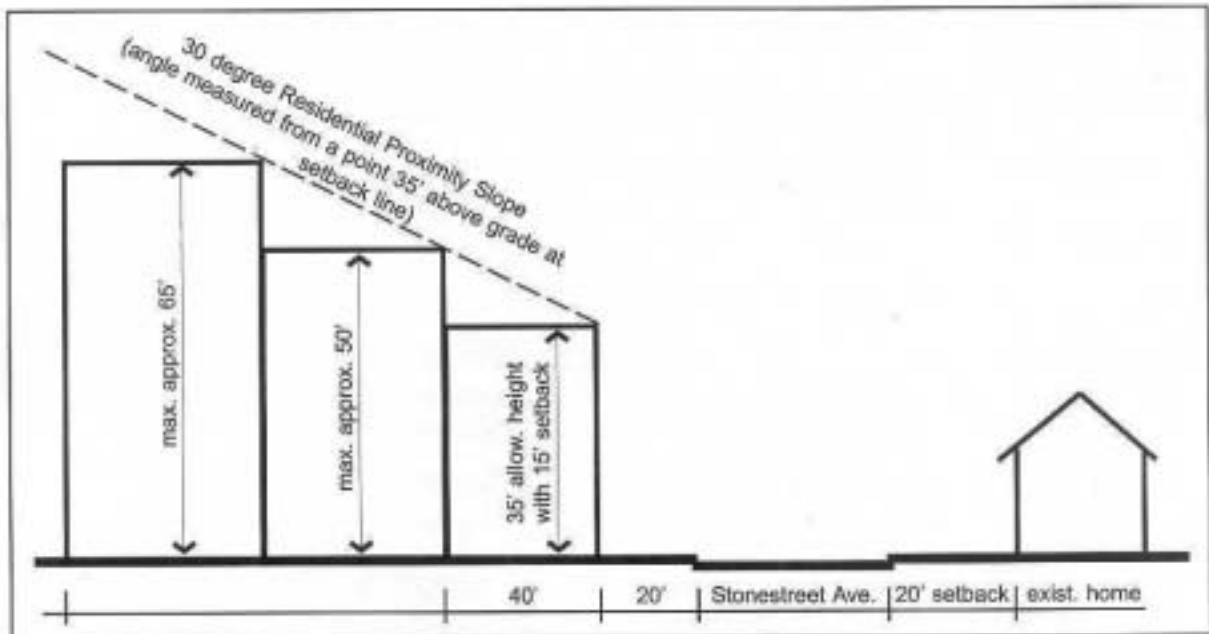 30 degree Residential Proximity Slope
(angle measured from a point 35' above grade at
setback line)
max. approx. 65'
max. approx. 50'
35' allow. height
with 15' setback
40'
20'
Stonestreet Ave.
20' setback
exist. home